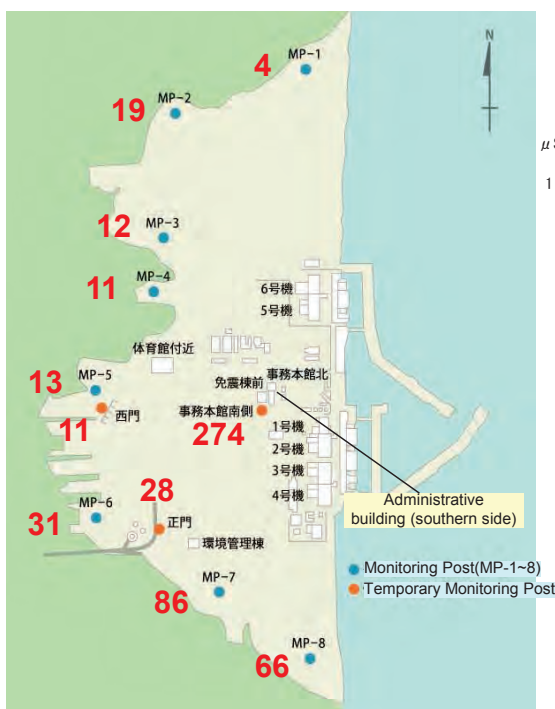 MP-1
4
N
MP-2
19
μS
1
MP-3
12
MP-4
11
6号機
5号機
体育館付近
事務本館北
免震棟前
MP-5
13
西門
11
事務本館南側
274
1号機
2号機
3号機
4号機
28
Administrative
building (southern side)
MP-6
31
正門
環境管理棟
Monitoring Post(MP-1~8)
MP-7
Temporary Monitoring Post
86
MP-8
66